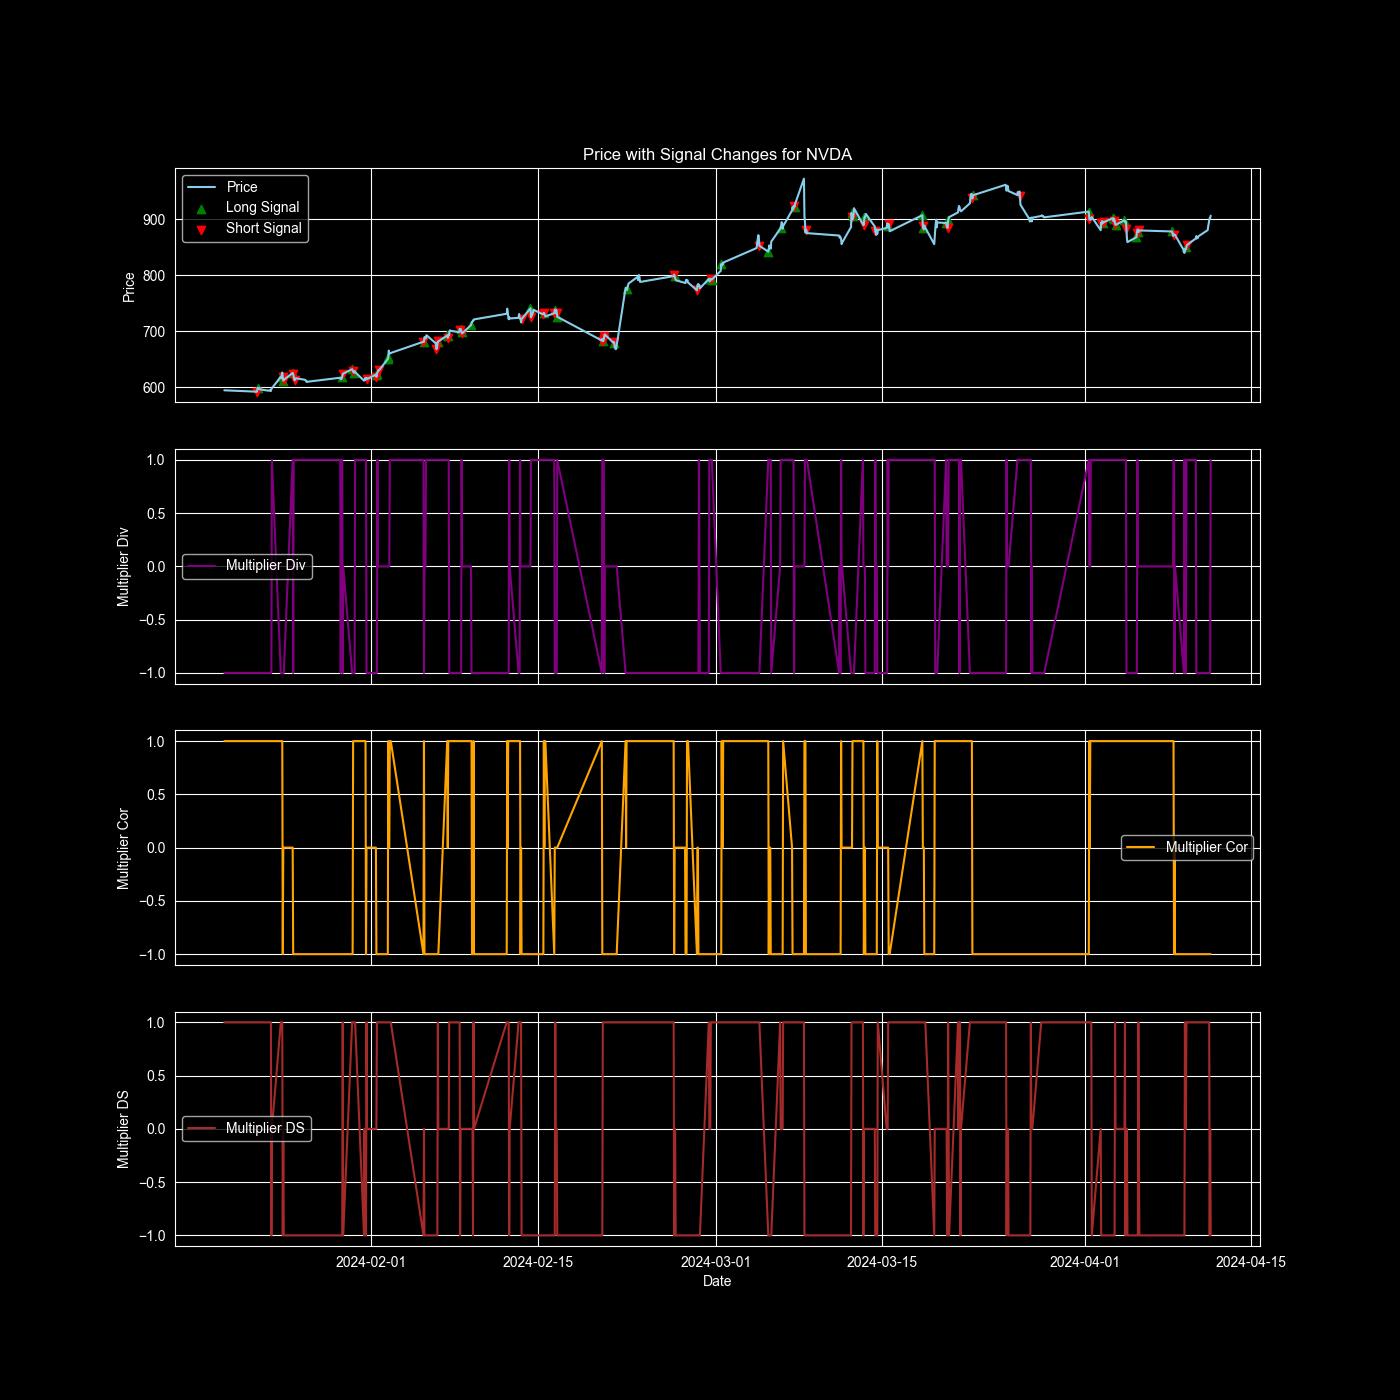 Price with Signal Changes for NVDA
Price
Long Signal
Short Signal
900
800
700
600
Price
1.0
0.5
0.0
−0.5
−1.0
Multiplier Div
Multiplier Div
1.0
0.5
0.0
−0.5
−1.0
Multiplier Cor
Multiplier Cor
1.0
0.5
0.0
−0.5
−1.0
Multiplier DS
Multiplier DS
2024-02-01 2024-02-15 2024-03-01 2024-03-15 2024-04-01 2024-04-15
Date